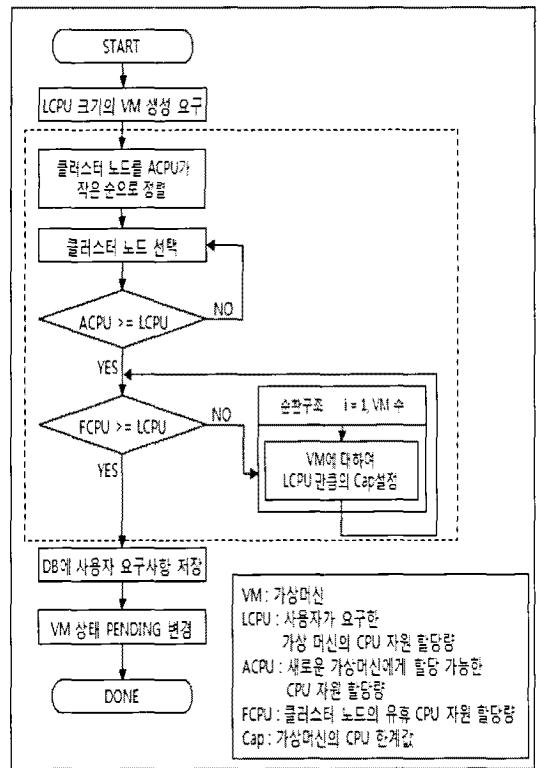 START
LCPU 크기의 VM 생성 요구
클러스터 노드를 ACPU가
작은 순으로 정렬
클러스터 노드 선택
ACPU >= LCPU
NO
YES
FCPU >= LCPU
NO
YES
순환구조 i = 1, VM 수
VM에 대하여
LCPU 만큼의 Cap설정
DB에 사용자 요구사항 저장
VM 상태 PENDING 변경
DONE
VM : 가상머신
LCPU : 사용자가 요구한
가상 머신의 CPU 자원 할당량
ACPU : 새로운 가상머신에게 할당 가능한
CPU 자원 할당량
FCPU : 클러스터 노드의 유휴 CPU 자원 할당량
Cap : 가상머신의 CPU 한계값